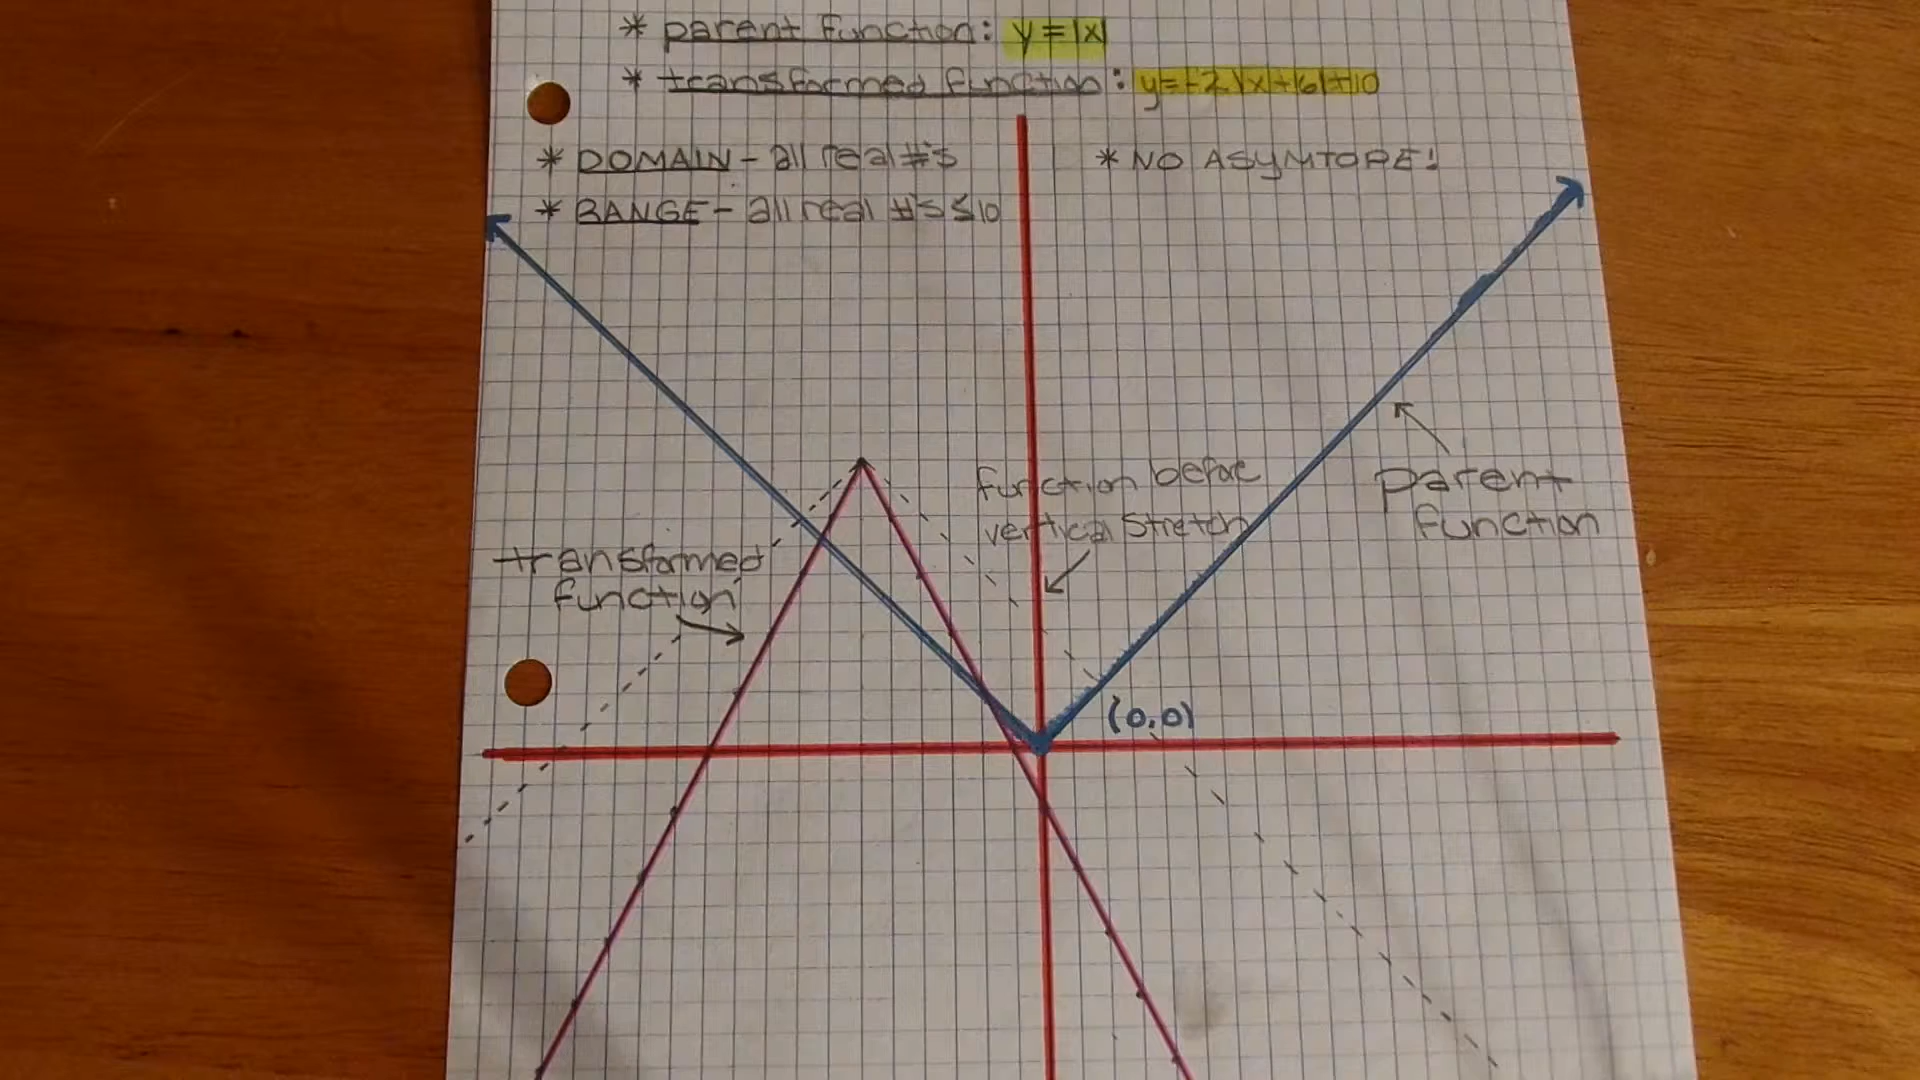 * parent function: y=|x|
* transformed function: y=-2|x+6|+10
* DOMAIN- all real #'s
* NO ASYMTOPE!
* RANGE- all real #'s ≤10
function before
vertical stretch
parent
function
transformed
function
(0,0)